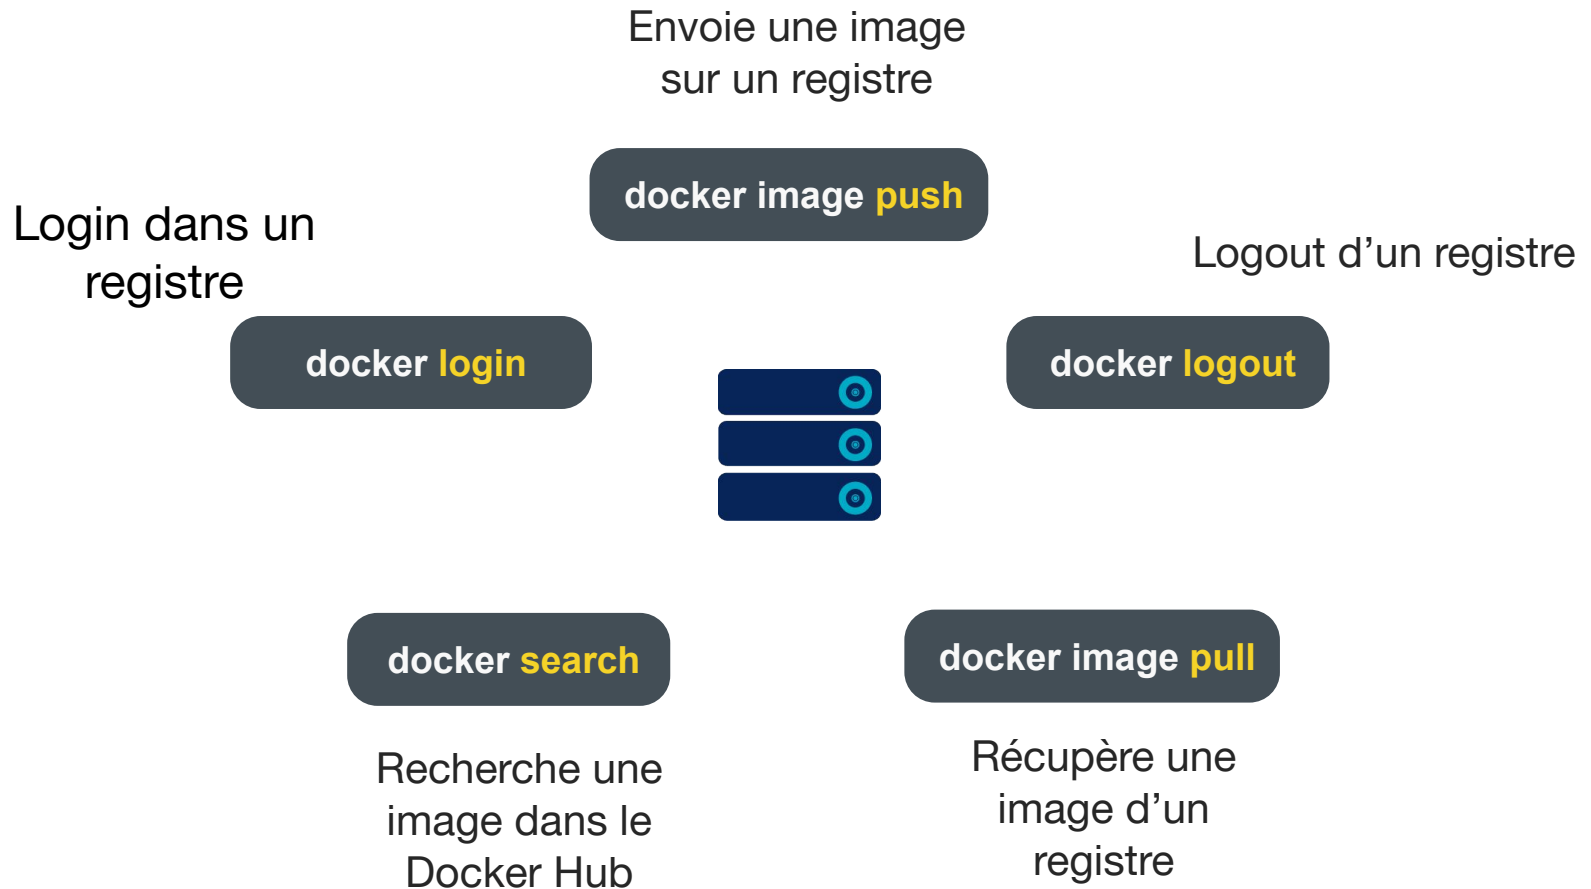 Envoie une image
sur un registre
docker image push
Login dans un
registre
Logout d’un registre
docker login
docker logout
docker search
docker image pull
Recherche une
image dans le
Docker Hub
Récupère une
image d’un
registre